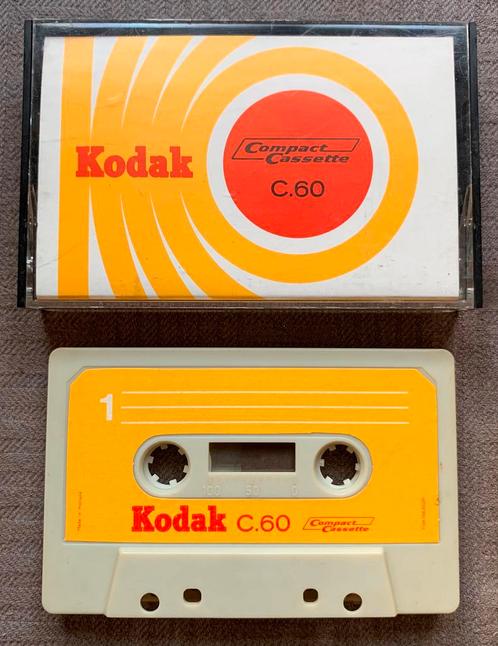 Kodak
Compact
Cassette
C.60
1
100 50 0
Kodak C.60
Compact
Cassette